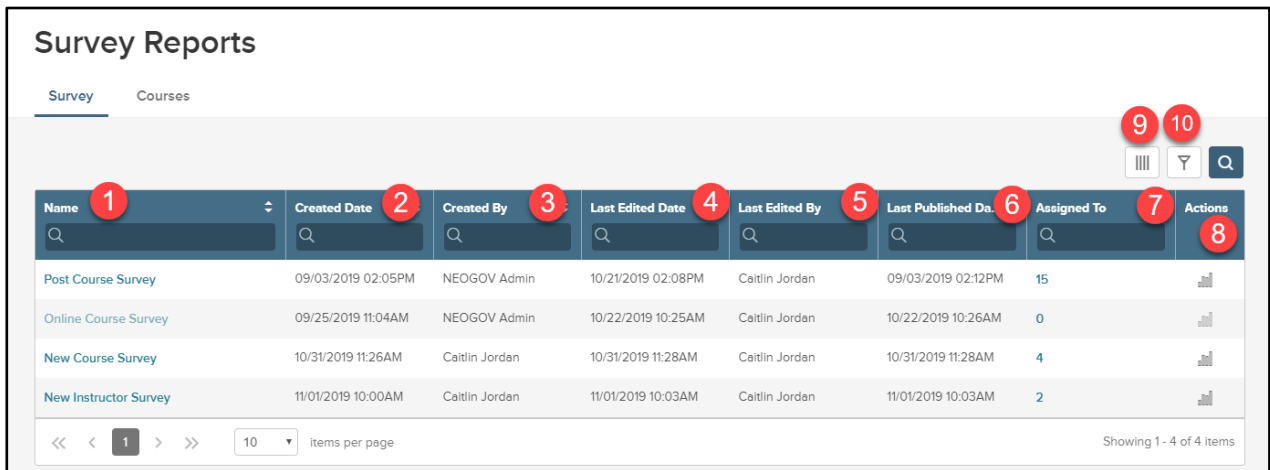 Survey Reports
Survey Courses
9 10
Name 1 Created Date 2 Created By 3 Last Edited Date 4 Last Edited By 5 Last Published Da... 6 Assigned To 7 Actions 8
Post Course Survey 09/03/2019 02:05PM NEOGOV Admin 10/21/2019 02:08PM Caitlin Jordan 09/03/2019 02:12PM 15
Online Course Survey 09/25/2019 11:04AM NEOGOV Admin 10/22/2019 10:25AM Caitlin Jordan 10/22/2019 10:26AM 0
New Course Survey 10/31/2019 11:26AM Caitlin Jordan 10/31/2019 11:28AM Caitlin Jordan 10/31/2019 11:28AM 4
New Instructor Survey 11/01/2019 10:00AM Caitlin Jordan 11/01/2019 10:03AM Caitlin Jordan 11/01/2019 10:03AM 2
1 10 items per page Showing 1 - 4 of 4 items